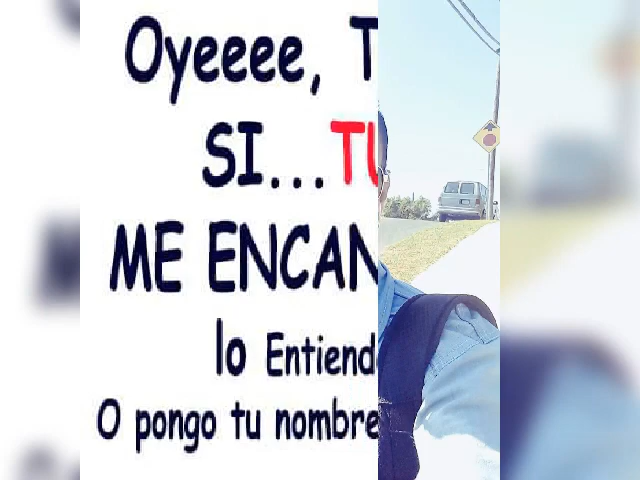 Oyeeee, T
SI...TU
ME ENCAN
lo Entiend
O pongo tu nombre